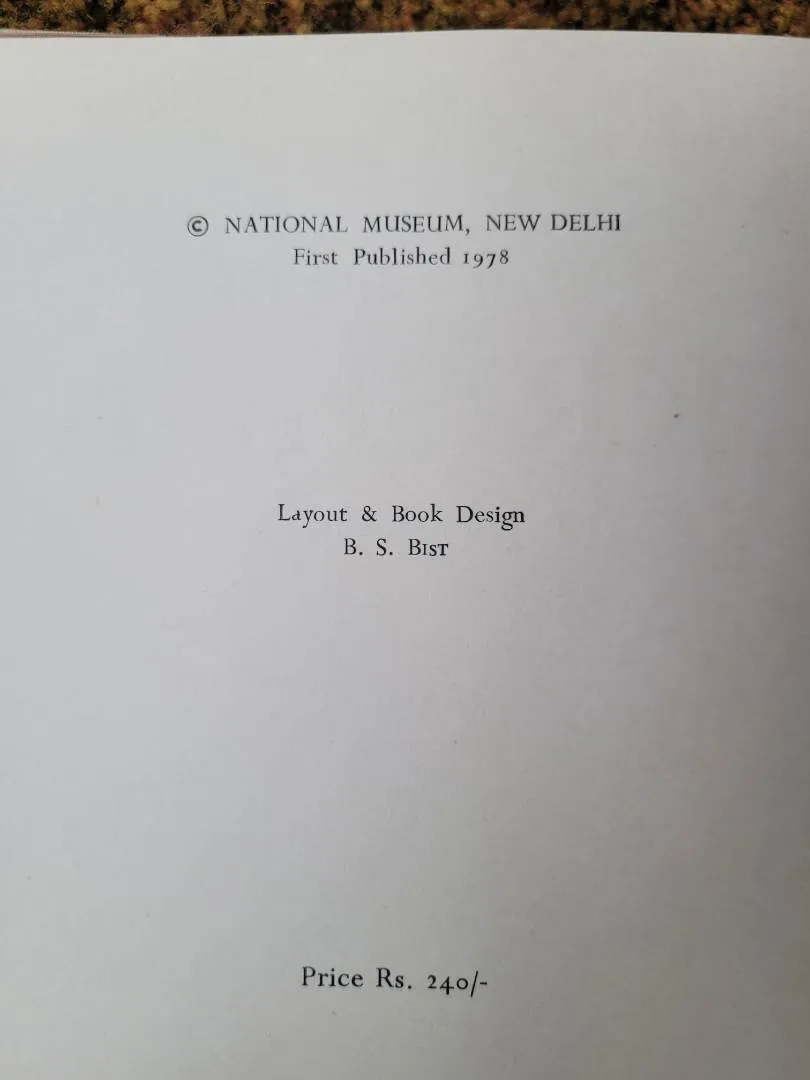 © NATIONAL MUSEUM, NEW DELHI
First Published 1978
Layout & Book Design
B. S. BIST
Price Rs. 240/-